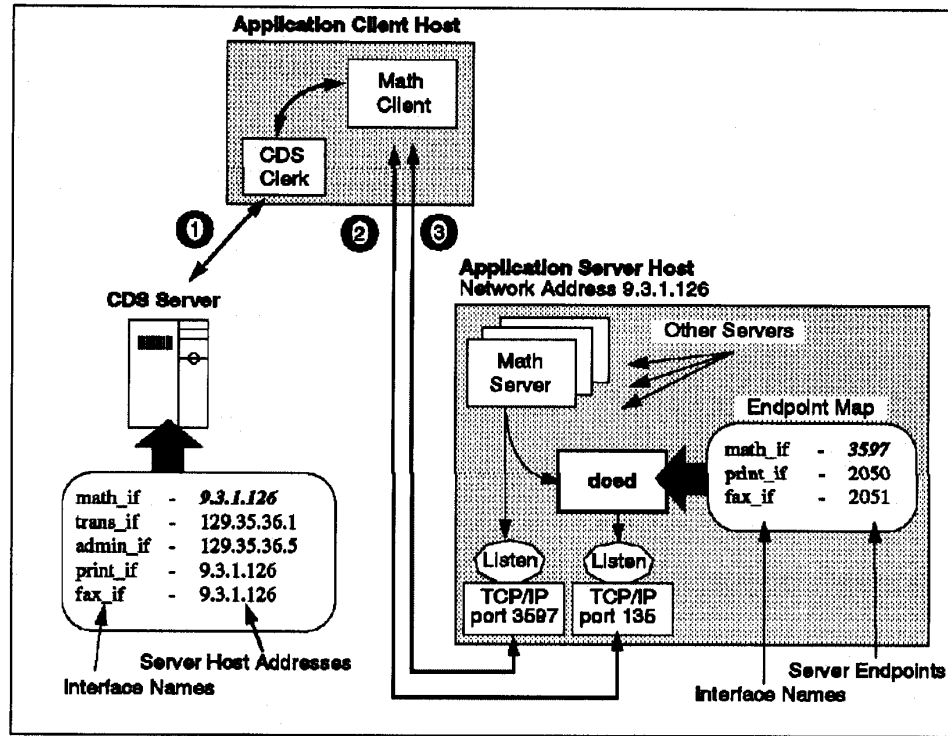 Application Client Host
Math
Client
CDS
Clerk
1
2
3
CDS Server
Application Server Host
Network Address 9.3.1.126
Other Servers
Math
Server
Endpoint Map
math_if - 3597
print_if - 2050
fax_if - 2051
dced
math_if - 9.3.1.126
trans_if - 129.35.36.1
admin_if - 129.35.36.5
print_if - 9.3.1.126
fax_if - 9.3.1.126
Listen
Listen
TCP/IP
port 3597
TCP/IP
port 135
Server Host Addresses
Interface Names
Server Endpoints
Interface Names